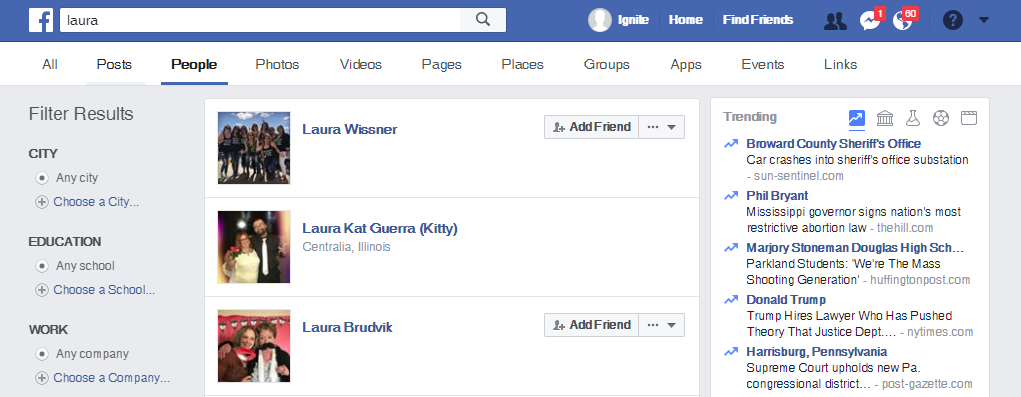 laura
Ignite Home Find Friends 1 60
All Posts People Photos Videos Pages Places Groups Apps Events Links
Filter Results
CITY
Any city
Choose a City...
EDUCATION
Any school
Choose a School...
WORK
Any company
Choose a Company...
Laura Wissner
Add Friend
Laura Kat Guerra (Kitty)
Centralia, Illinois
Laura Brudvik
Add Friend
Trending
Broward County Sheriff's Office
Car crashes into sheriff's office substation
- sun-sentinel.com
Phil Bryant
Mississippi governor signs nation's most
restrictive abortion law - thehill.com
Marjory Stoneman Douglas High Sch...
Parkland Students: 'We're The Mass
Shooting Generation' - huffingtonpost.com
Donald Trump
Trump Hires Lawyer Who Has Pushed
Theory That Justice Dept.... - nytimes.com
Harrisburg, Pennsylvania
Supreme Court upholds new Pa.
congressional district... - post-gazette.com